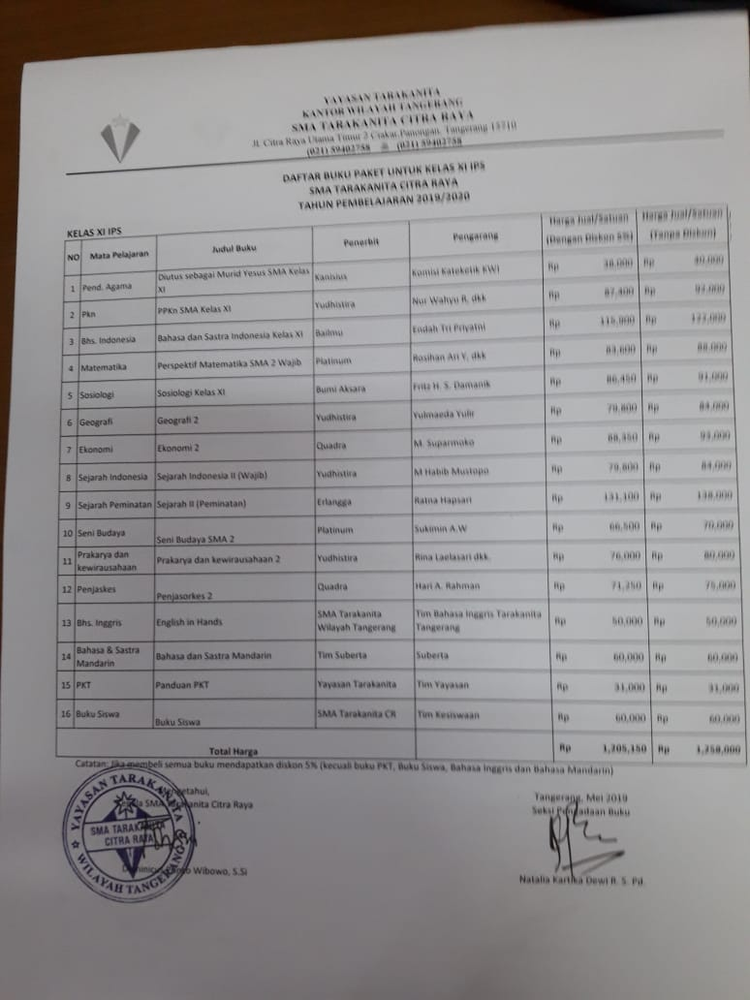 YAYASAN TARAKANITA
KANTOR WILAYAH TANGERANG
SMA TARAKANITA CITRA RAYA
Jl. Citra Raya Utama Timur 2 Panongan, Tangerang 15710
(021) 59402758 (021) 59402758
DAFTAR BUKU PAKET UNTUK KELAS XI IPS
SMA TARAKANITA CITRA RAYA
TAHUN PEMBELAJARAN 2019/2020
KELAS XI IPS
NO Mata Pelajaran Judul Buku Penerbit Pengarang Harga Jual/Satuan (Dengan Diskon 5%) Harga Jual/Satuan (Tanpa Diskon)
1 Pend. Agama Diutus sebagai Murid Yesus SMA Kelas XI Kanisius Komisi Kateketik KWI Rp 38,000 Rp 40,000
2 Pkn PPKn SMA Kelas XI Yudhistira Nur Wahyu R. dkk Rp 87,400 Rp 92,000
3 Bhs. Indonesia Bahasa dan Sastra Indonesia Kelas XI Bailmu Endah Tri Priyatni Rp 115,900 Rp 122,000
4 Matematika Perspektif Matematika SMA 2 Wajib Platinum Rosihan Ari Y. dkk Rp 83,600 Rp 88,000
5 Sosiologi Sosiologi Kelas XI Bumi Aksara Fritz H. S. Damanik Rp 86,450 Rp 91,000
6 Geografi Geografi 2 Yudhistira Yulmaeda Yulir Rp 79,800 Rp 84,000
7 Ekonomi Ekonomi 2 Quadra M. Suparmoko Rp 88,350 Rp 93,000
8 Sejarah Indonesia Sejarah Indonesia II (Wajib) Yudhistira M Habib Mustopo Rp 79,800 Rp 84,000
9 Sejarah Peminatan Sejarah II (Peminatan) Erlangga Ratna Hapsari Rp 131,100 Rp 138,000
10 Seni Budaya Seni Budaya SMA 2 Platinum Sukimin A.W Rp 66,500 Rp 70,000
11 Prakarya dan kewirausahaan Prakarya dan kewirausahaan 2 Yudhistira Rina Laelasari dkk. Rp 76,000 Rp 80,000
12 Penjaskes Penjasorkes 2 Quadra Hari A. Rahman Rp 71,250 Rp 75,000
13 Bhs. Inggris English in Hands SMA Tarakanita Wilayah Tangerang Tim Bahasa Inggris Tarakanita Tangerang Rp 50,000 Rp 50,000
14 Bahasa & Sastra Mandarin Bahasa dan Sastra Mandarin Tim Suberta Suberta Rp 60,000 Rp 60,000
15 PKT Panduan PKT Yayasan Tarakanita Tim Yayasan Rp 31,000 Rp 31,000
16 Buku Siswa Buku Siswa SMA Tarakanita CR Tim Kesiswaan Rp 60,000 Rp 60,000
Total Harga Rp 1,205,150 Rp 1,258,000
Catatan: Jika membeli semua buku mendapatkan diskon 5% (kecuali buku PKT, Buku Siswa, Bahasa Inggris dan Bahasa Mandarin)
Mengetahui,
Kepala SMA Tarakanita Citra Raya
YAYASAN TARAKANITA
SMA TARAKANITA
CITRA RAYA
WILAYAH TANGERANG
Wibowo, S.Si
Tangerang, Mei 2019
Seksi Pengadaan Buku
Natalia Kartika Dewi R. S. Pd.